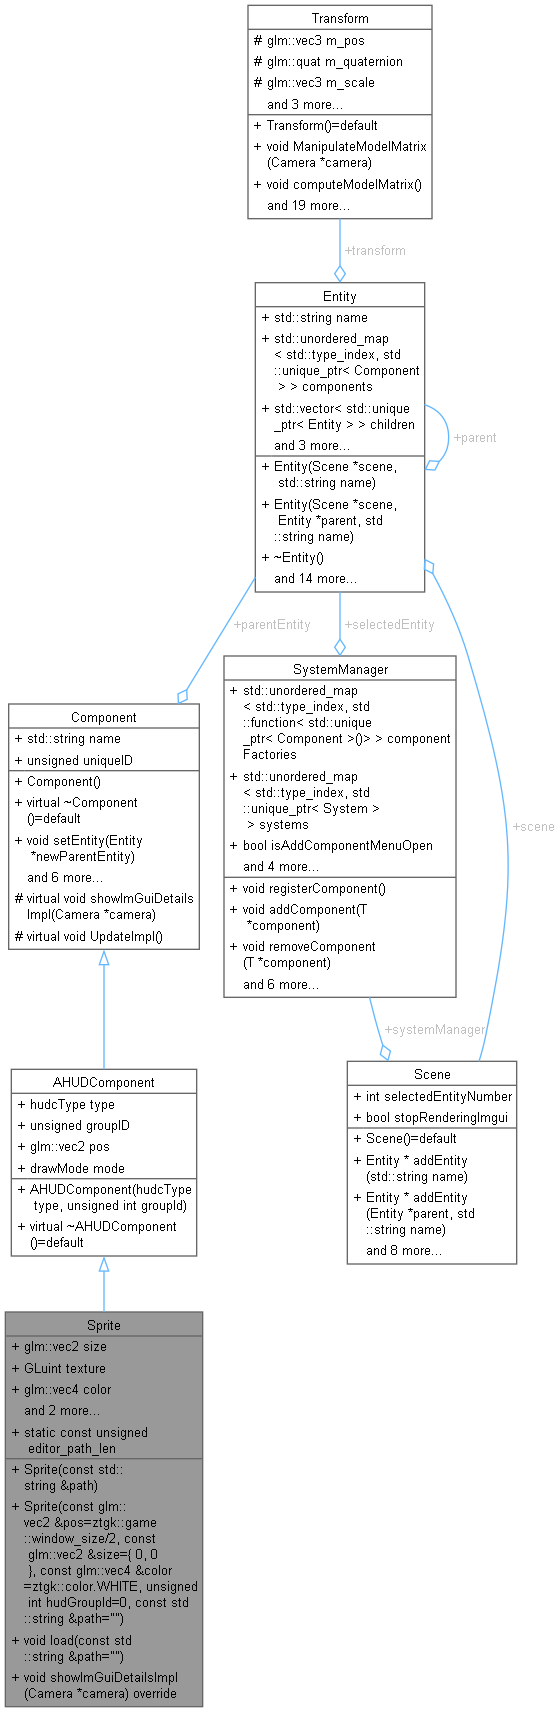 Transform
# glm::vec3 m_pos
# glm::quat m_quaternion
# glm::vec3 m_scale
and 3 more...
+ Transform()=default
+ void ManipulateModelMatrix
(Camera *camera)
+ void computeModelMatrix()
and 19 more...
+transform
Entity
+ std::string name
+ std::unordered_map
< std::type_index, std
::unique_ptr< Component
> > components
+ std::vector< std::unique
_ptr< Entity > > children
and 3 more...
+ Entity(Scene *scene,
std::string name)
+ Entity(Scene *scene,
Entity *parent, std
::string name)
+ ~Entity()
and 14 more...
+parent
+parentEntity
+selectedEntity
SystemManager
+ std::unordered_map
< std::type_index, std
::function< std::unique
_ptr< Component >()> > component
Factories
+ std::unordered_map
< std::type_index, std
::unique_ptr< System >
> systems
+ bool isAddComponentMenuOpen
and 4 more...
+ void registerComponent()
+ void addComponent(T
*component)
+ void removeComponent
(T *component)
and 6 more...
+scene
Component
+ std::string name
+ unsigned uniqueID
+ Component()
+ virtual ~Component
()=default
+ void setEntity(Entity
*newParentEntity)
and 6 more...
# virtual void showImGuiDetails
Impl(Camera *camera)
# virtual void UpdateImpl()
+systemManager
Scene
+ int selectedEntityNumber
+ bool stopRenderingImgui
+ Scene()=default
+ Entity * addEntity
(std::string name)
+ Entity * addEntity
(Entity *parent, std
::string name)
and 8 more...
AHUDComponent
+ hudcType type
+ unsigned groupID
+ glm::vec2 pos
+ drawMode mode
+ AHUDComponent(hudcType
type, unsigned int groupId)
+ virtual ~AHUDComponent
()=default
Sprite
+ glm::vec2 size
+ GLuint texture
+ glm::vec4 color
and 2 more...
+ static const unsigned
editor_path_len
+ Sprite(const std::
string &path)
+ Sprite(const glm::
vec2 &pos=ztgk::game
::window_size/2, const
glm::vec2 &size={ 0, 0
}, const glm::vec4 &color
=ztgk::color.WHITE, unsigned
int hudGroupId=0, const std
::string &path="")
+ void load(const std
::string &path="")
+ void showImGuiDetailsImpl
(Camera *camera) override